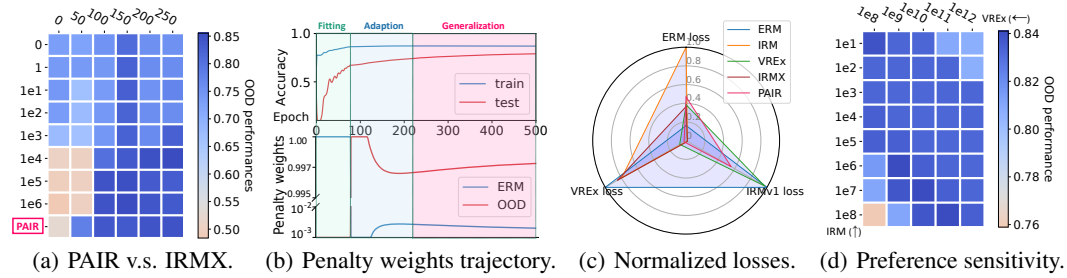 0 50 100 150 200 250
0
1
1e1
1e2
1e3
1e4
1e5
1e6
PAIR
0.85
0.80
0.75
0.70
0.65
0.60
0.55
0.50
OOD performances
(a) PAIR v.s. IRMX.
Fitting Adaption Generalization
1.0
0.5
Accuracy
train
test
Epoch
0 100 200 300 400 500
1.00
0.997
0.995
10⁻²
10⁻³
Penalty weights
ERM
OOD
(b) Penalty weights trajectory.
ERM loss
1.0
0.8
0.6
0.4
0.2
0.0
VREx loss
IRMv1 loss
ERM
IRM
VREx
IRMX
PAIR
(c) Normalized losses.
1e8 1e9 1e10 1e11 1e12
VREx (←)
1e1
1e2
1e3
1e4
1e5
1e6
1e7
1e8
IRM (↑)
0.84
0.82
0.80
0.78
0.76
OOD performance
(d) Preference sensitivity.